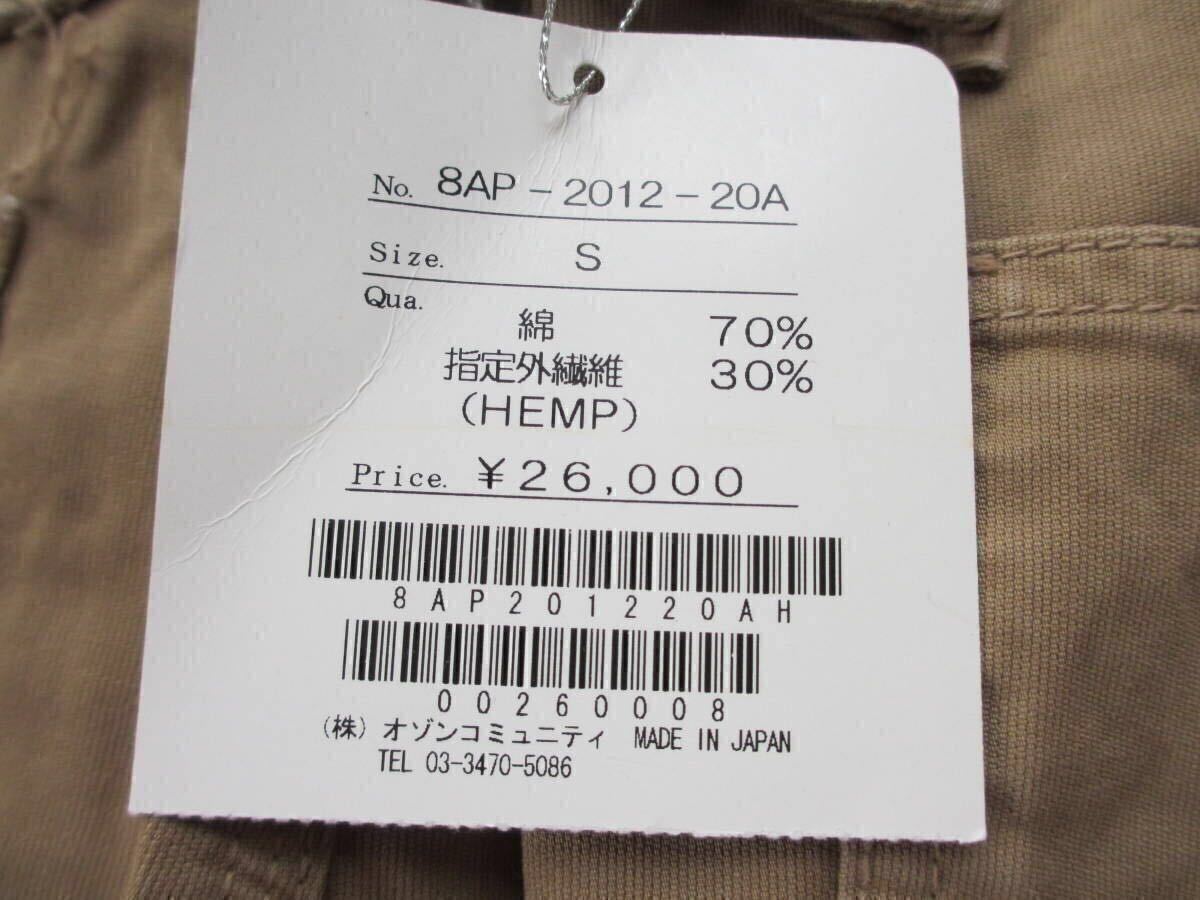 No. 8AP-2012-20A
Size. S
Qua.
綿 70%
指定外繊維 30%
(HEMP)
Price. ¥26,000
8AP201220AH
00260008
(株) オゾンコミュニティ MADE IN JAPAN
TEL 03-3470-5086